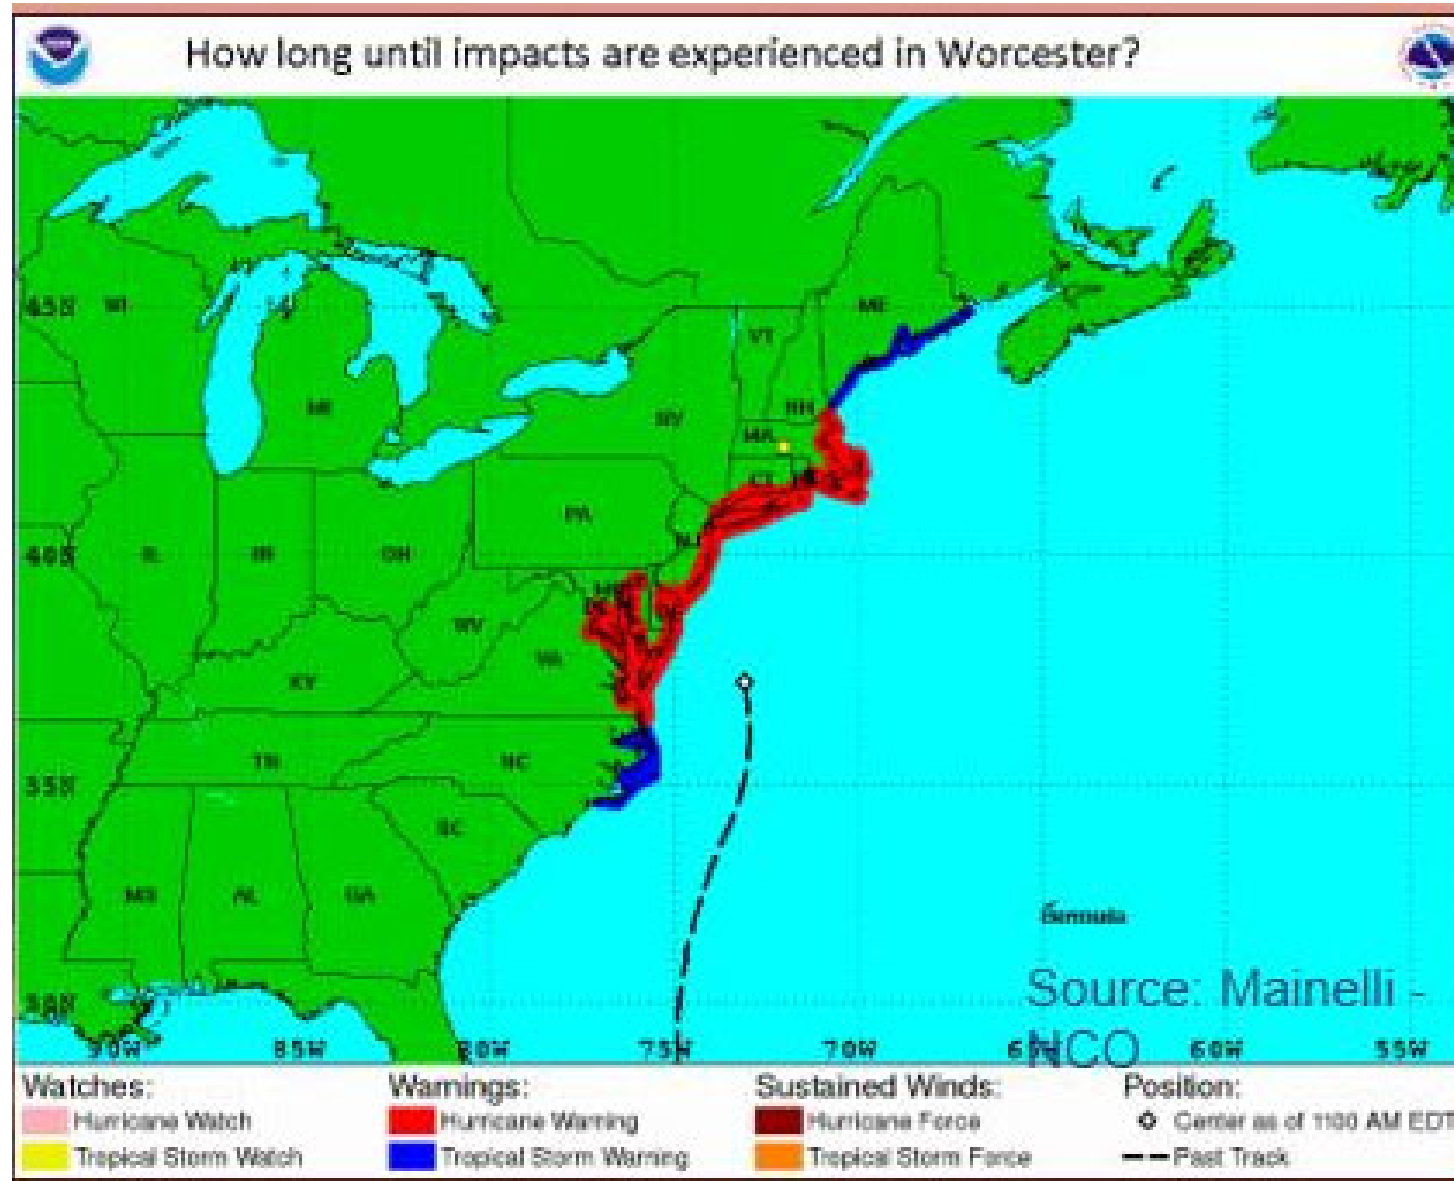 How long until impacts are experienced in Worcester?
45N
WI
ME
VT
MI
NY
NH
MA
CT
PA
NJ
40N
IL
IN
OH
WV
VA
KY
TN
NC
35N
SC
MS
AL
GA
Bermuda
30N
Source: Mainelli -
NCO
90W 85W 80W 75W 70W 65W 60W 55W
Watches: Warnings: Sustained Winds: Position:
Hurricane Watch Hurricane Warning Hurricane Force Center as of 1100 AM EDT
Tropical Storm Watch Tropical Storm Warning Tropical Storm Force Past Track